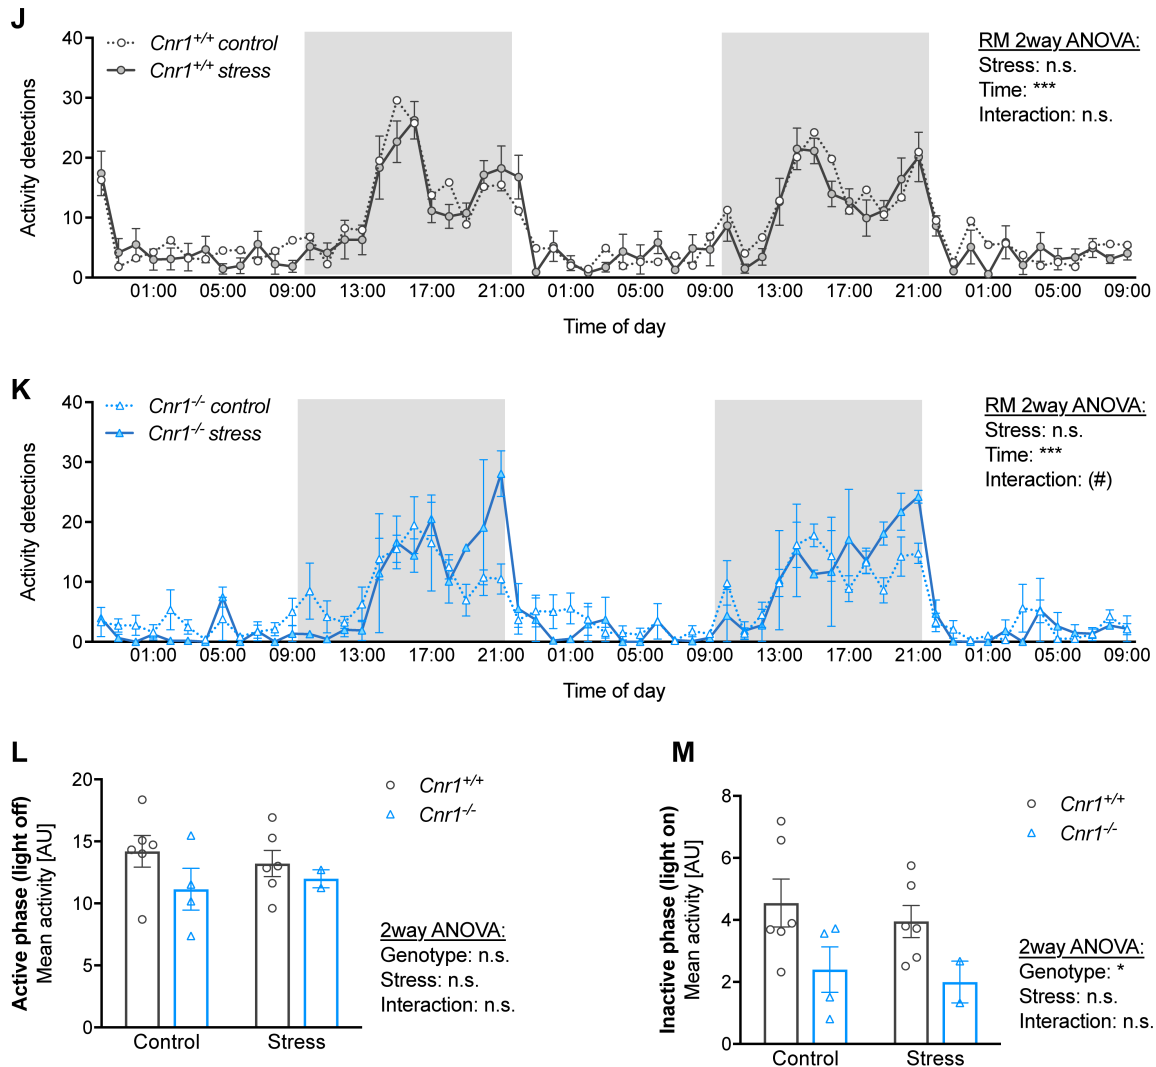 J
40
30
20
10
0
Activity detections
Cnr1+/+ control
Cnr1+/+ stress
RM 2way ANOVA:
Stress: n.s.
Time: ***
Interaction: n.s.
01:00 05:00 09:00 13:00 17:00 21:00 01:00 05:00 09:00 13:00 17:00 21:00 01:00 05:00 09:00
Time of day
K
40
30
20
10
0
Activity detections
Cnr1-/- control
Cnr1-/- stress
RM 2way ANOVA:
Stress: n.s.
Time: ***
Interaction: (#)
01:00 05:00 09:00 13:00 17:00 21:00 01:00 05:00 09:00 13:00 17:00 21:00 01:00 05:00 09:00
Time of day
L
Active phase (light off)
Mean activity [AU]
20
15
10
5
0
Cnr1+/+
Cnr1-/-
2way ANOVA:
Genotype: n.s.
Stress: n.s.
Interaction: n.s.
Control Stress
M
Inactive phase (light on)
Mean activity [AU]
8
6
4
2
0
Cnr1+/+
Cnr1-/-
2way ANOVA:
Genotype: *
Stress: n.s.
Interaction: n.s.
Control Stress